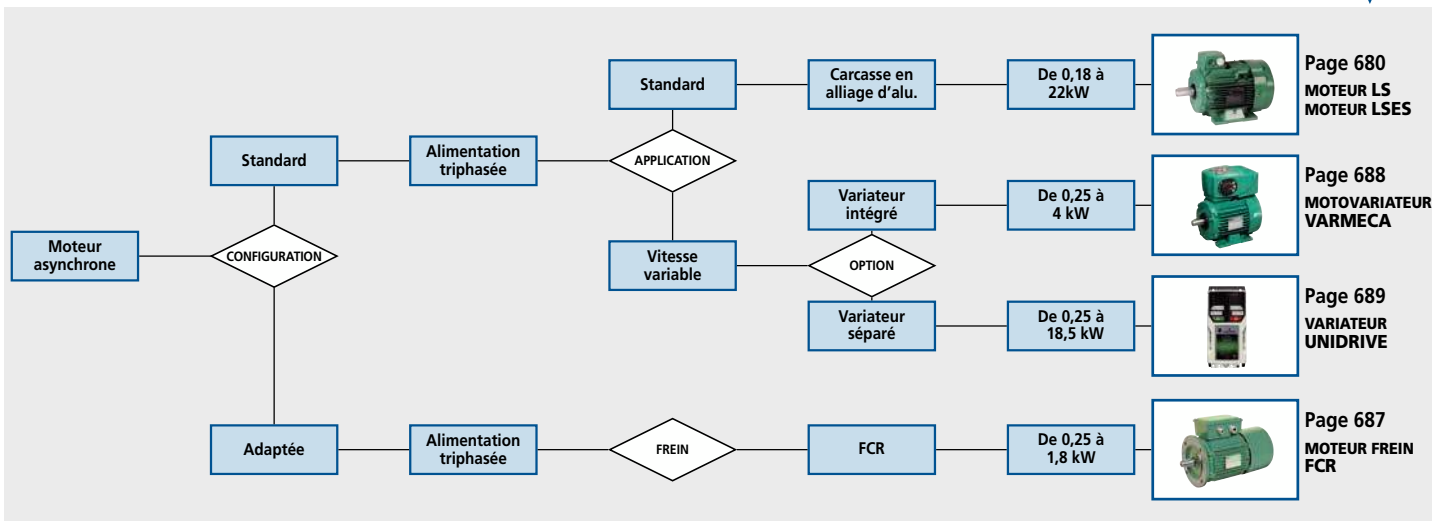 Standard
Carcasse en
alliage d'alu.
De 0,18 à
22kW
Page 680
MOTEUR LS
MOTEUR LSES
Standard
Alimentation
triphasée
APPLICATION
Variateur
intégré
De 0,25 à
4 kW
Page 688
MOTOVARIATEUR
VARMECA
Moteur
asynchrone
CONFIGURATION
Vitesse
variable
OPTION
Variateur
séparé
De 0,25 à
18,5 kW
Page 689
VARIATEUR
UNIDRIVE
Adaptée
Alimentation
triphasée
FREIN
FCR
De 0,25 à
1,8 kW
Page 687
MOTEUR FREIN
FCR